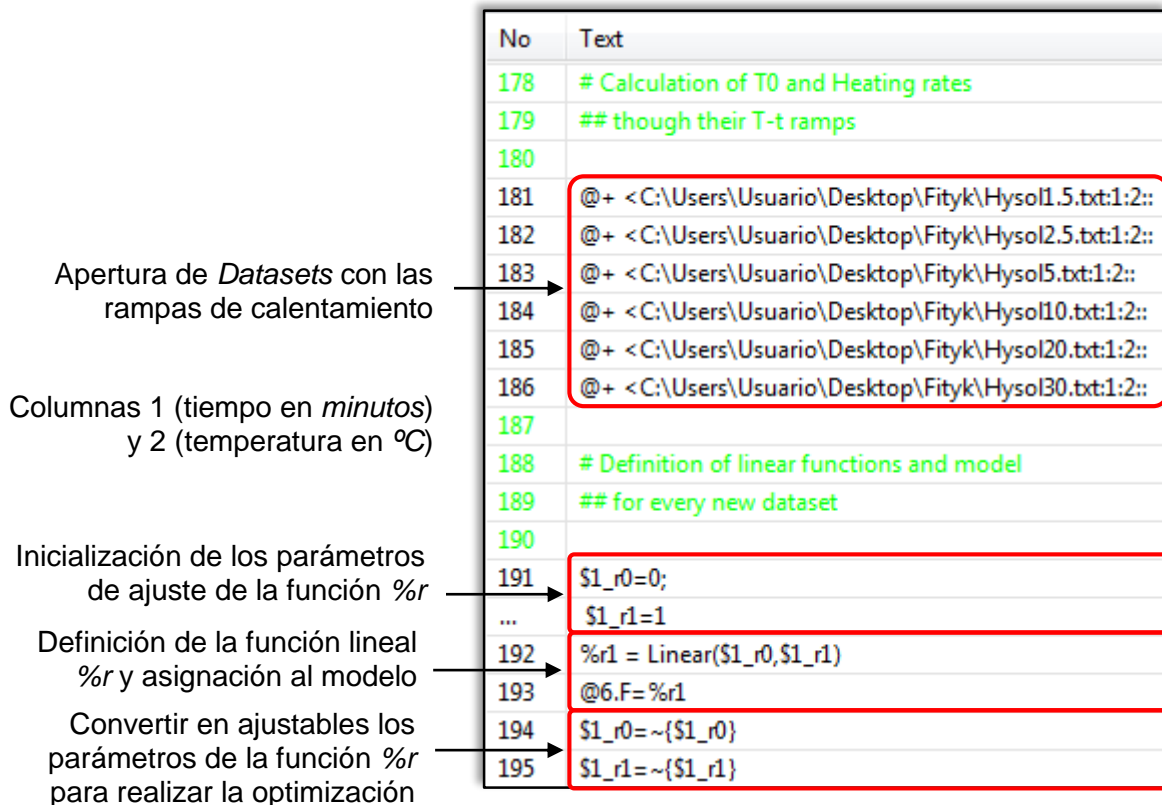 No Text
178 # Calculation of T0 and Heating rates
179 ## though their T-t ramps
180
181 @+ <C:\Users\Usuario\Desktop\Fityk\Hysol1.5.txt:1:2::
182 @+ <C:\Users\Usuario\Desktop\Fityk\Hysol2.5.txt:1:2::
183 @+ <C:\Users\Usuario\Desktop\Fityk\Hysol5.txt:1:2::
184 @+ <C:\Users\Usuario\Desktop\Fityk\Hysol10.txt:1:2::
185 @+ <C:\Users\Usuario\Desktop\Fityk\Hysol20.txt:1:2::
186 @+ <C:\Users\Usuario\Desktop\Fityk\Hysol30.txt:1:2::
187
188 # Definition of linear functions and model
189 ## for every new dataset
190
191 $1_r0=0;
... $1_r1=1
192 %r1 = Linear($1_r0,$1_r1)
193 @6.F=%r1
194 $1_r0=~{$1_r0}
195 $1_r1=~{$1_r1}
Apertura de Datasets con las
rampas de calentamiento
Columnas 1 (tiempo en minutos)
y 2 (temperatura en ºC)
Inicialización de los parámetros
de ajuste de la función %r
Definición de la función lineal
%r y asignación al modelo
Convertir en ajustables los
parámetros de la función %r
para realizar la optimización